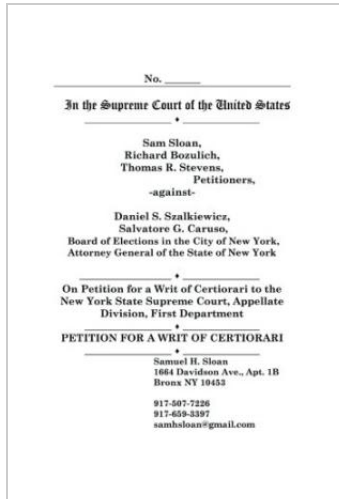 No. ______
In the Supreme Court of the United States
Sam Sloan,
Richard Bozulich,
Thomas R. Stevens,
Petitioners,
-against-
Daniel S. Szalkiewicz,
Salvatore G. Caruso,
Board of Elections in the City of New York,
Attorney General of the State of New York
On Petition for a Writ of Certiorari to the
New York State Supreme Court, Appellate
Division, First Department
PETITION FOR A WRIT OF CERTIORARI
Samuel H. Sloan
1664 Davidson Ave., Apt. 1B
Bronx NY 10453
917-507-7226
917-659-3397
samhsloan@gmail.com